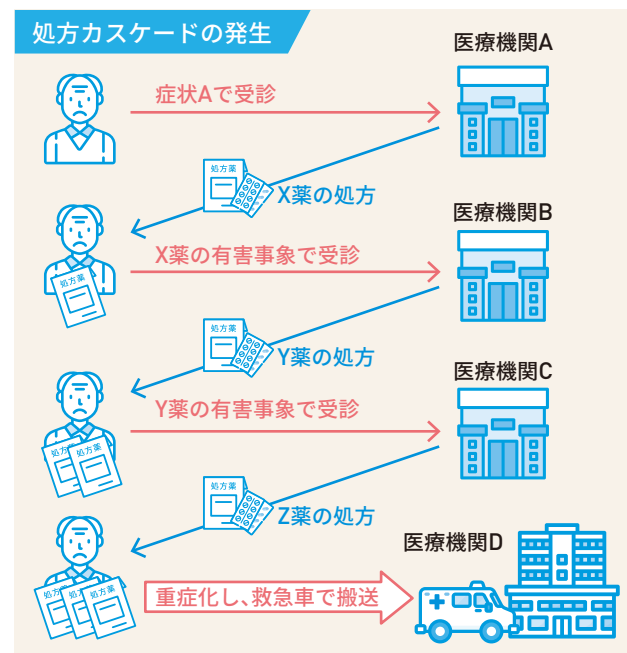 処方カスケードの発生
医療機関A
症状Aで受診
処方薬
X薬の処方
医療機関B
X薬の有害事象で受診
処方薬
処方薬
Y薬の処方
医療機関C
Y薬の有害事象で受診
処方薬
処方薬
処方薬
Z薬の処方
医療機関D
重症化し、救急車で搬送
処方薬
処方薬
処方薬